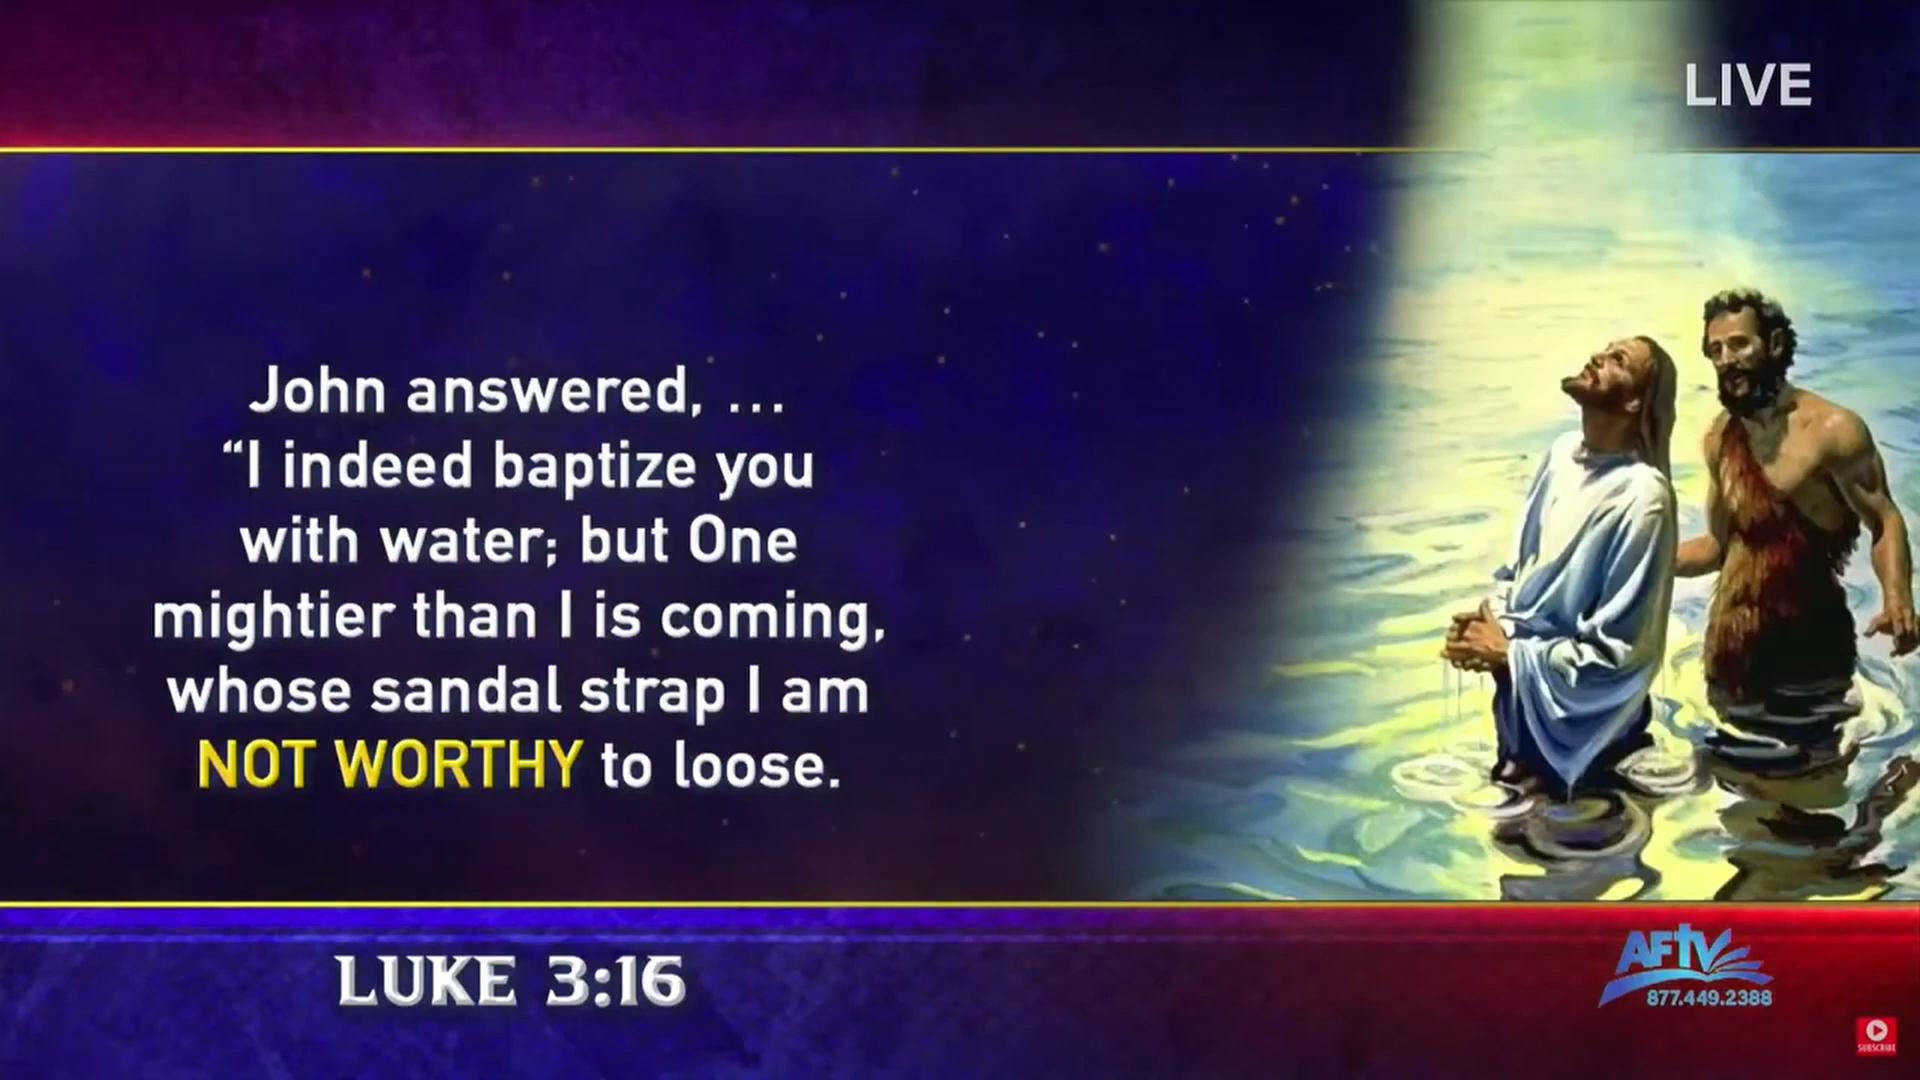 LIVE
John answered, ...
“I indeed baptize you
with water; but One
mightier than I is coming,
whose sandal strap I am
NOT WORTHY to loose.
LUKE 3:16
AFTV
877.449.2388
SUBSCRIBE